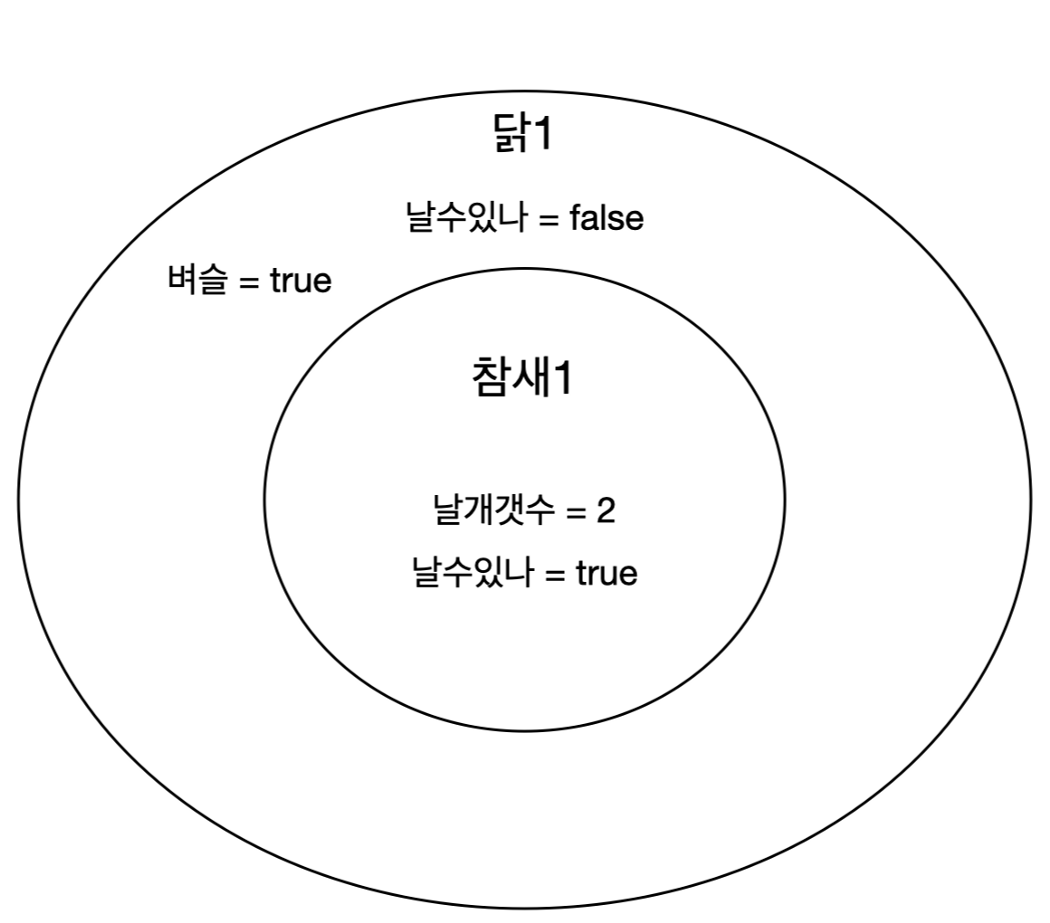 닭1
날수있나 = false
벼슬 = true
참새1
날개갯수 = 2
날수있나 = true